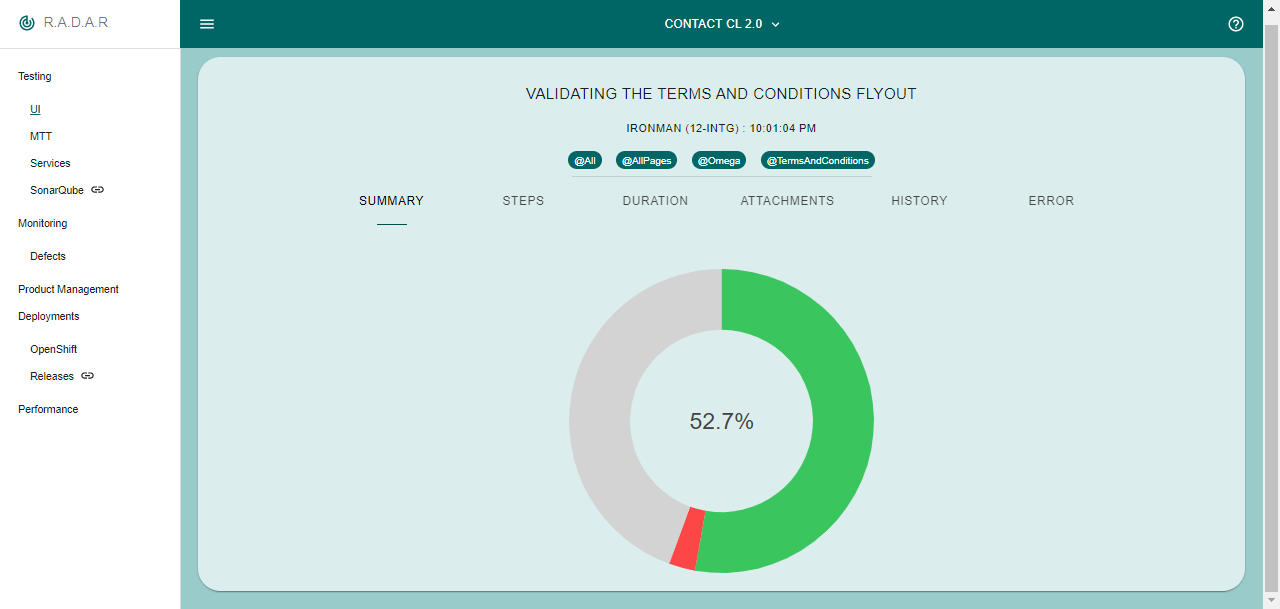 R.A.D.A.R
CONTACT CL 2.0
Testing
UI
MTT
Services
SonarQube
Monitoring
Defects
Product Management
Deployments
OpenShift
Releases
Performance
VALIDATING THE TERMS AND CONDITIONS FLYOUT
IRONMAN (12-INTG) : 10:01:04 PM
@All @AllPages @Omega @TermsAndConditions
SUMMARY STEPS DURATION ATTACHMENTS HISTORY ERROR
52.7%